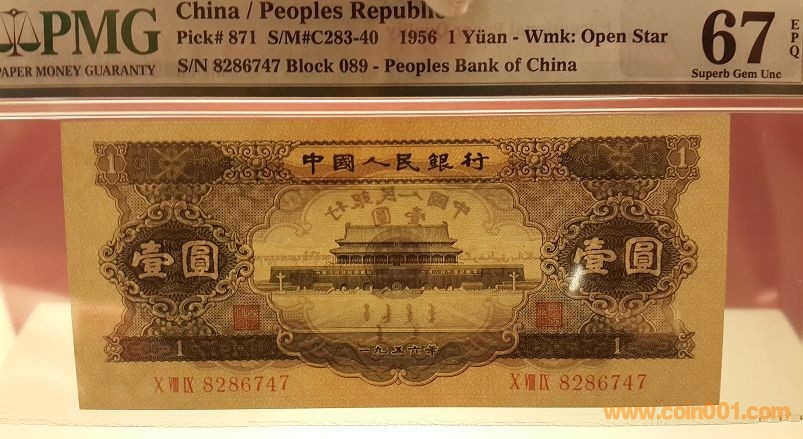 PMG
PAPER MONEY GUARANTY
China / Peoples Republic
Pick# 871 S/M#C283-40 1956 1 Yüan - Wmk: Open Star
S/N 8286747 Block 089 - Peoples Bank of China
67 EPQ
Superb Gem Unc
1 中國人民銀行 1
壹圓 壹圓
一九五六年
1 1
X VIII IX 8286747 X VIII IX 8286747
www.coin001.com
PMG